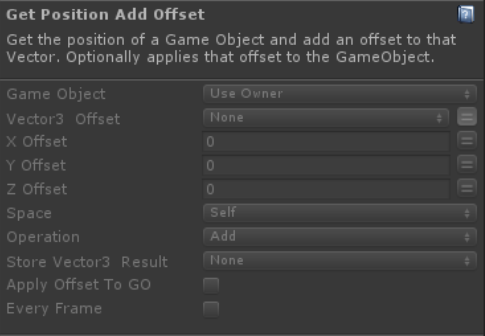 Get Position Add Offset
Get the position of a Game Object and add an offset to that
Vector. Optionally applies that offset to the GameObject.
Game Object Use Owner
Vector3 Offset None
X Offset 0
Y Offset 0
Z Offset 0
Space Self
Operation Add
Store Vector3 Result None
Apply Offset To GO
Every Frame